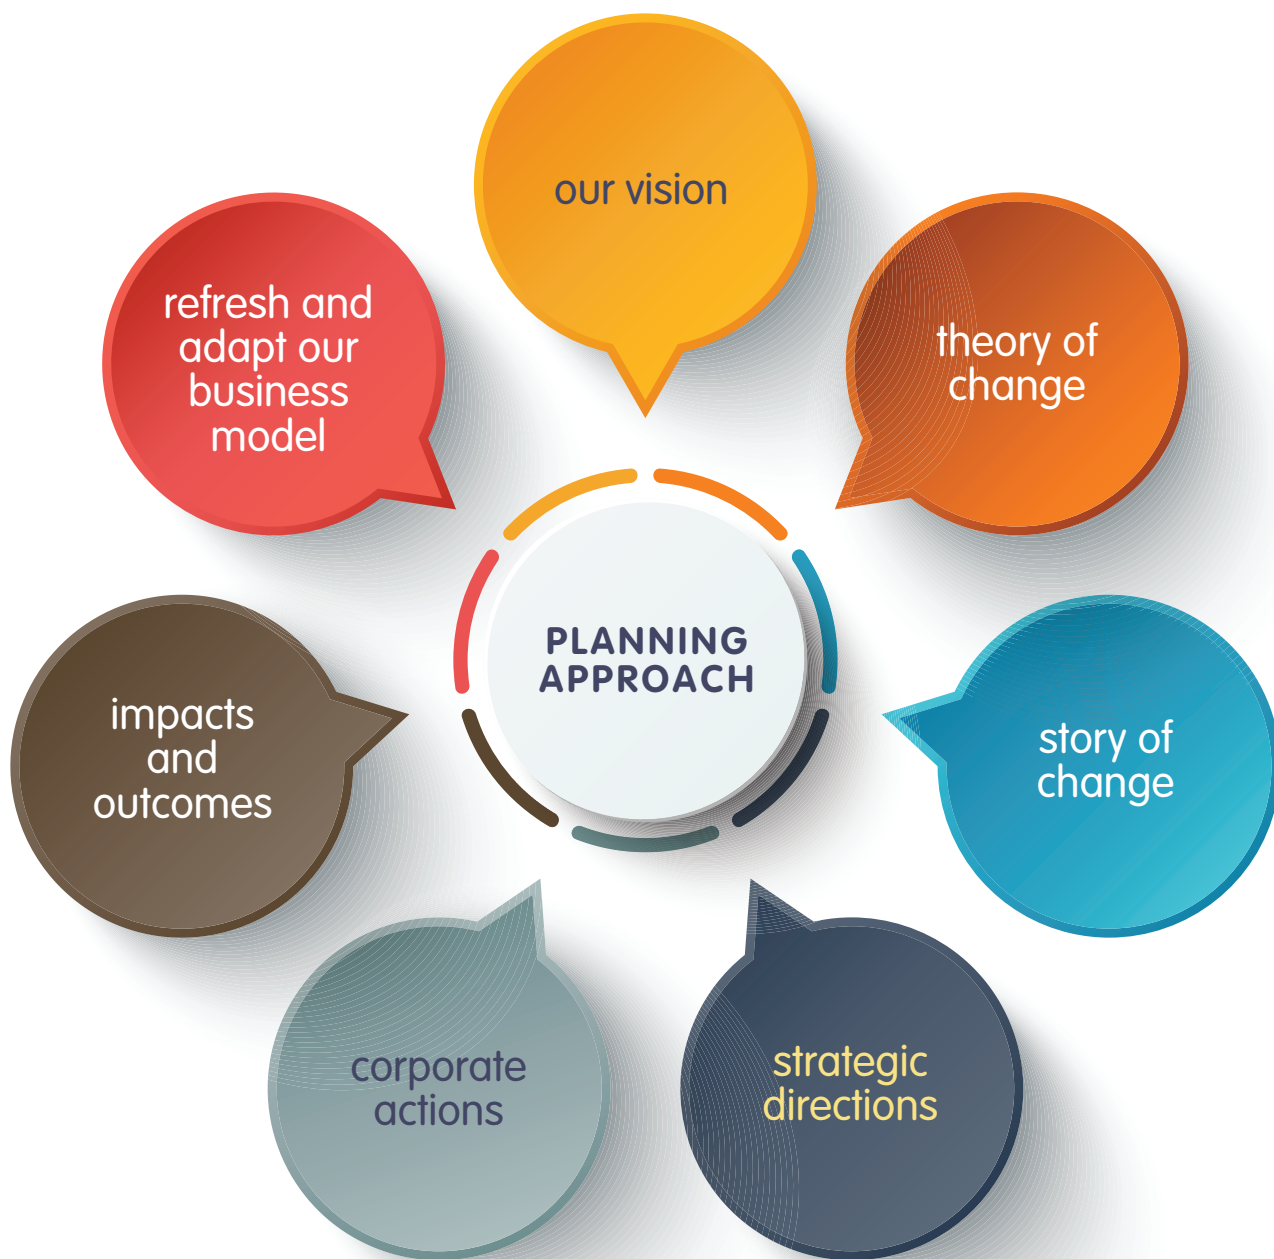 our vision
theory of
change
story of
change
strategic
directions
corporate
actions
impacts
and
outcomes
refresh and
adapt our
business
model
PLANNING
APPROACH